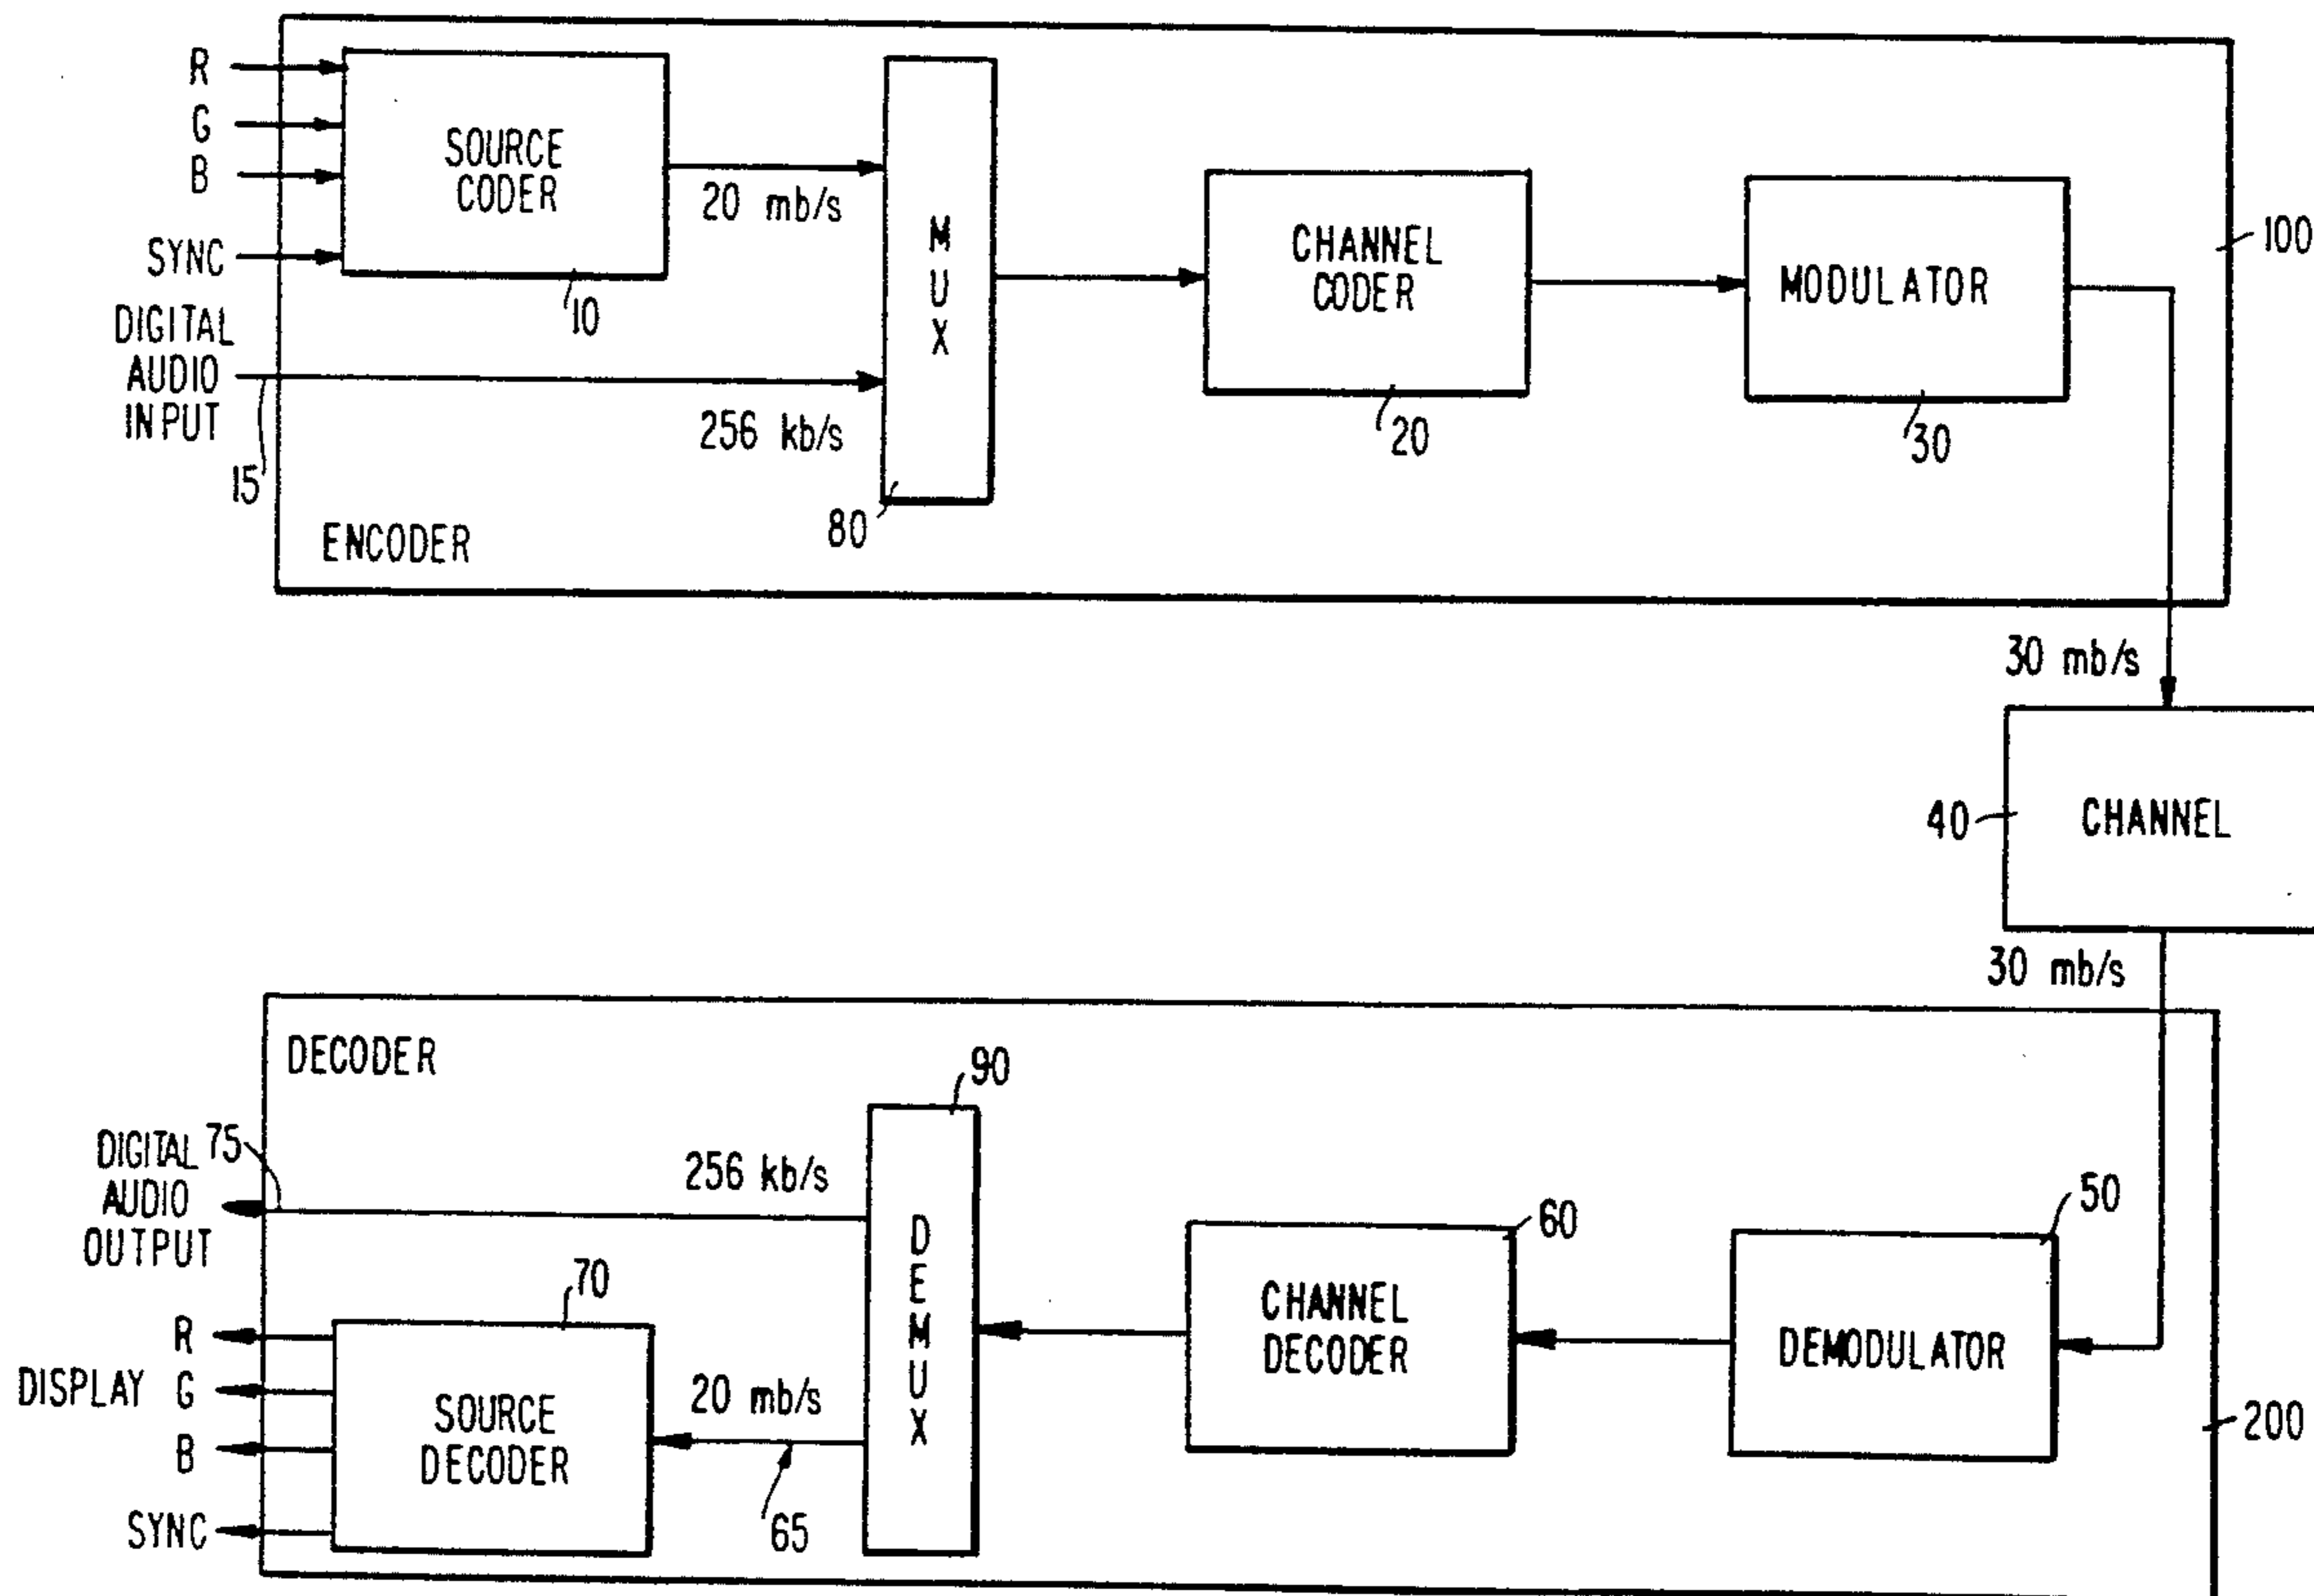 R
G
B
SYNC
DIGITAL
AUDIO
INPUT
15
SOURCE
CODER
10
20 mb/s
256 kb/s
MUX
80
CHANNEL
CODER
20
MODULATOR
30
100
ENCODER
30 mb/s
40
CHANNEL
30 mb/s
DECODER
90
DIGITAL
AUDIO
OUTPUT
75
256 kb/s
DEMUX
60
CHANNEL
DECODER
50
DEMODULATOR
200
70
R
DISPLAY G
B
SYNC
SOURCE
DECODER
20 mb/s
65